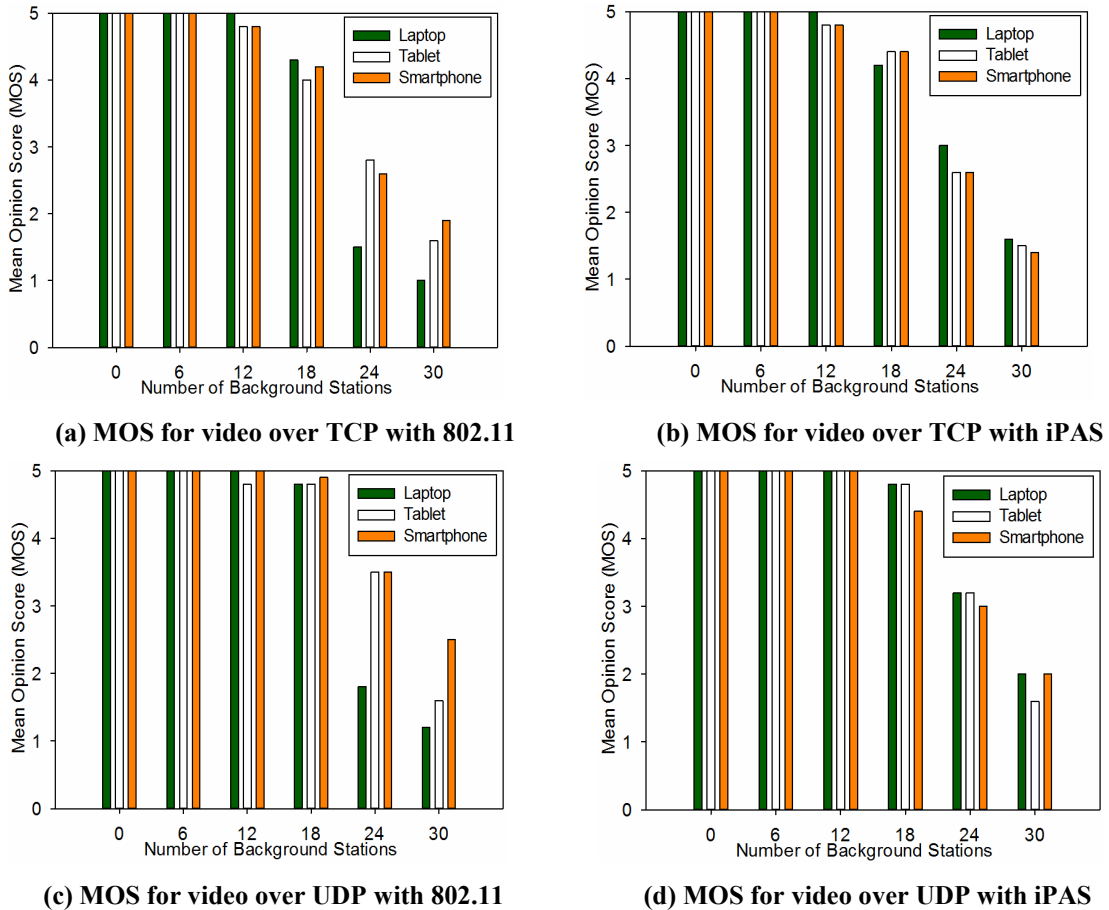 5
4
3
2
1
0
Mean Opinion Score (MOS)
Laptop
Tablet
Smartphone
0 6 12 18 24 30
Number of Background Stations
(a) MOS for video over TCP with 802.11
5
4
3
2
1
0
Mean Opinion Score (MOS)
Laptop
Tablet
Smartphone
0 6 12 18 24 30
Number of Background Stations
(b) MOS for video over TCP with iPAS
5
4
3
2
1
0
Mean Opinion Score (MOS)
Laptop
Tablet
Smartphone
0 6 12 18 24 30
Number of Background Stations
(c) MOS for video over UDP with 802.11
5
4
3
2
1
0
Mean Opinion Score (MOS)
Laptop
Tablet
Smartphone
0 6 12 18 24 30
Number of Background Stations
(d) MOS for video over UDP with iPAS